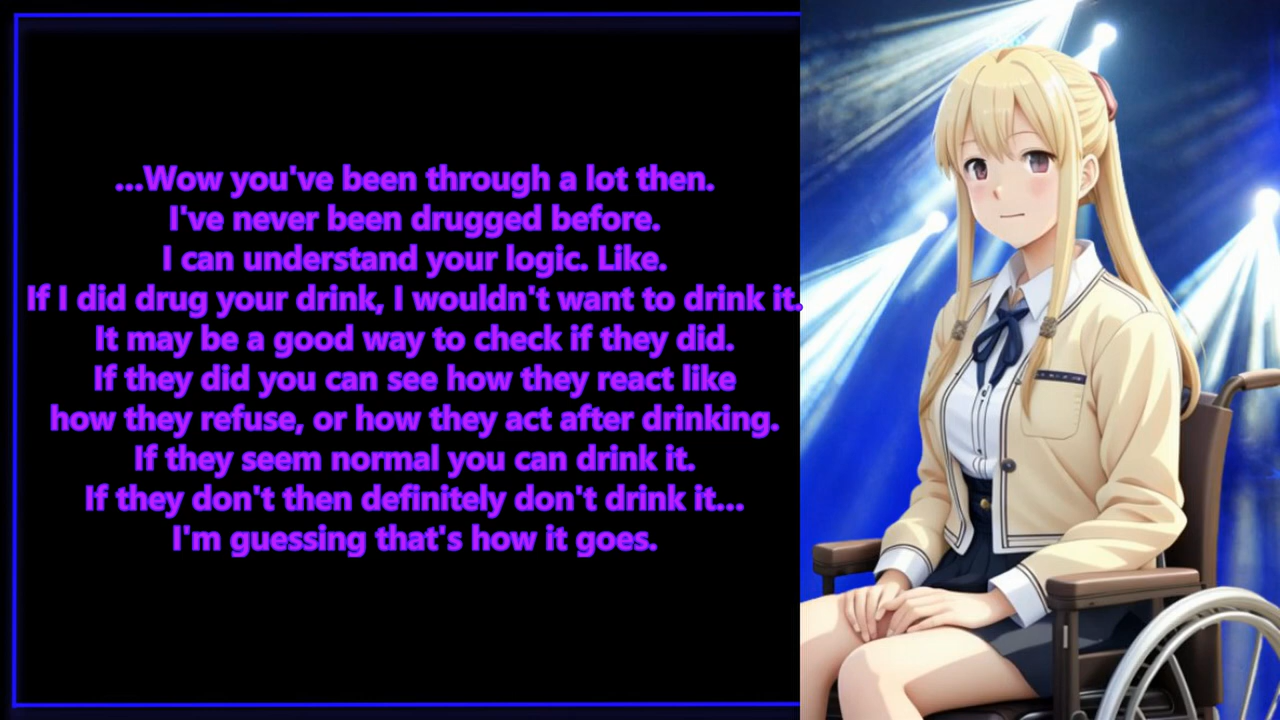 ...Wow you've been through a lot then.
I've never been drugged before.
I can understand your logic. Like.
If I did drug your drink, I wouldn't want to drink it.
It may be a good way to check if they did.
If they did you can see how they react like
how they refuse, or how they act after drinking.
If they seem normal you can drink it.
If they don't then definitely don't drink it...
I'm guessing that's how it goes.